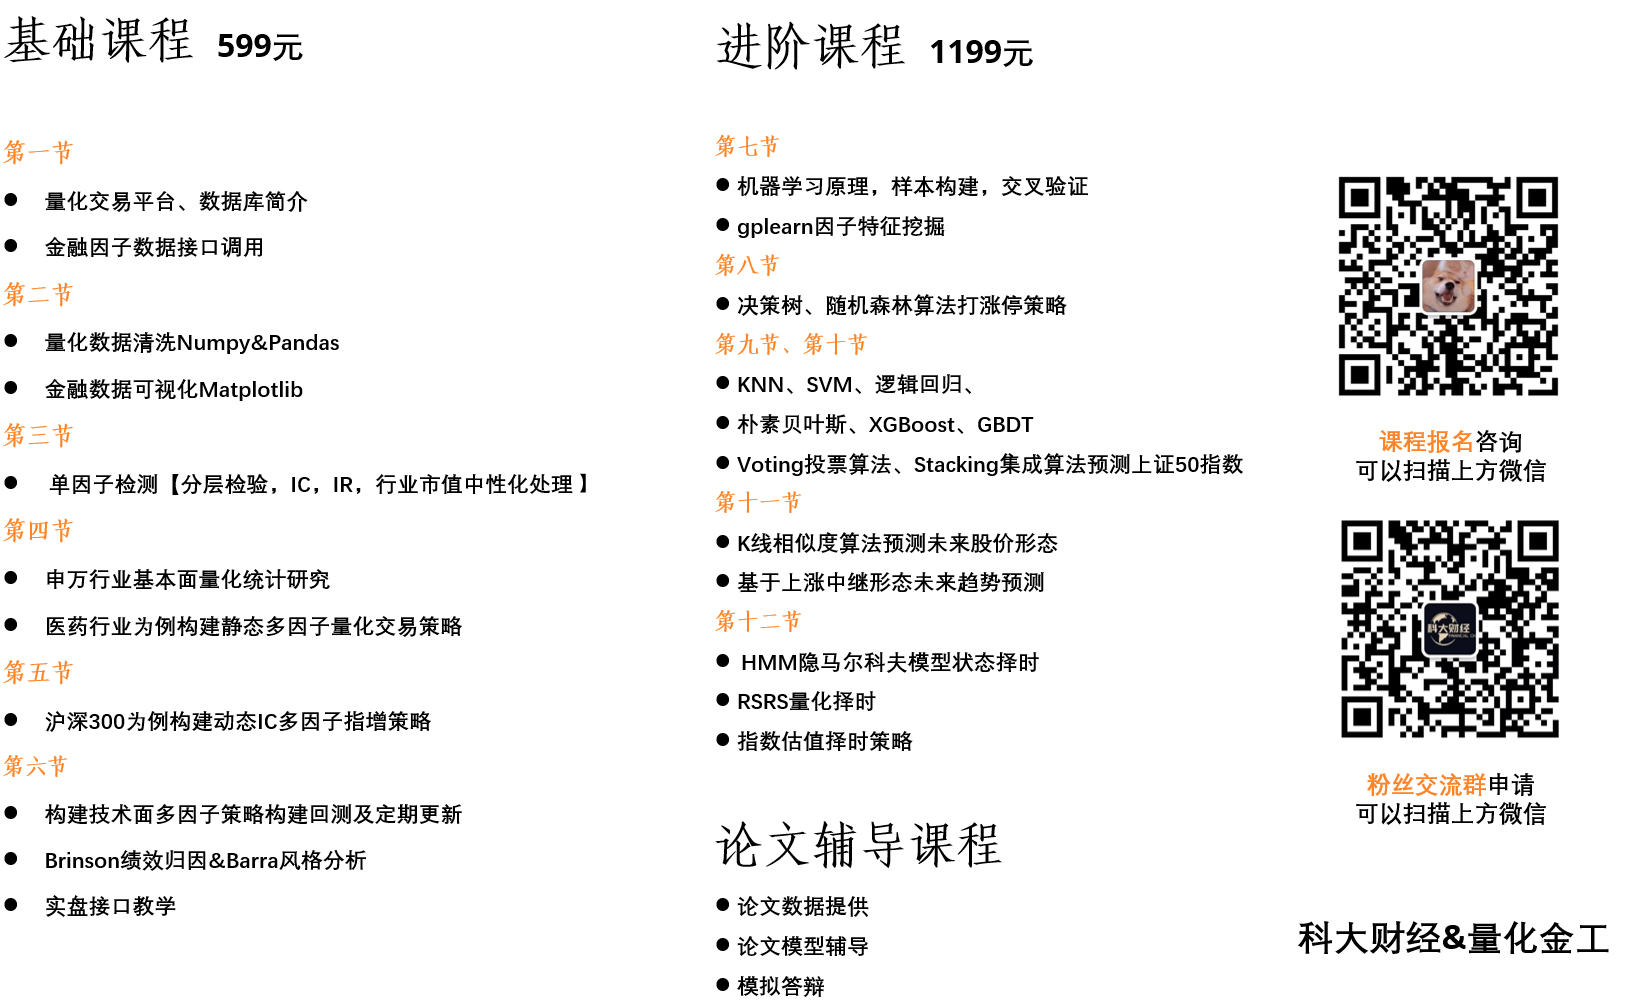 基础课程 599元
第一节
● 量化交易平台、数据库简介
● 金融因子数据接口调用
第二节
● 量化数据清洗Numpy&Pandas
● 金融数据可视化Matplotlib
第三节
● 单因子检测【分层检验，IC，IR，行业市值中性化处理】
第四节
● 申万行业基本面量化统计研究
● 医药行业为例构建静态多因子量化交易策略
第五节
● 沪深300为例构建动态IC多因子指增策略
第六节
● 构建技术面多因子策略构建回测及定期更新
● Brinson绩效归因&Barra风格分析
● 实盘接口教学
进阶课程 1199元
第七节
● 机器学习原理，样本构建，交叉验证
● gplearn因子特征挖掘
第八节
● 决策树、随机森林算法打涨停策略
第九节、第十节
● KNN、SVM、逻辑回归、
● 朴素贝叶斯、XGBoost、GBDT
● Voting投票算法、Stacking集成算法预测上证50指数
第十一节
● K线相似度算法预测未来股价形态
● 基于上涨中继形态未来趋势预测
第十二节
● HMM隐马尔科夫模型状态择时
● RSRS量化择时
● 指数估值择时策略
论文辅导课程
● 论文数据提供
● 论文模型辅导
● 模拟答辩
课程报名咨询
可以扫描上方微信
科大财经
粉丝交流群申请
可以扫描上方微信
科大财经&量化金工